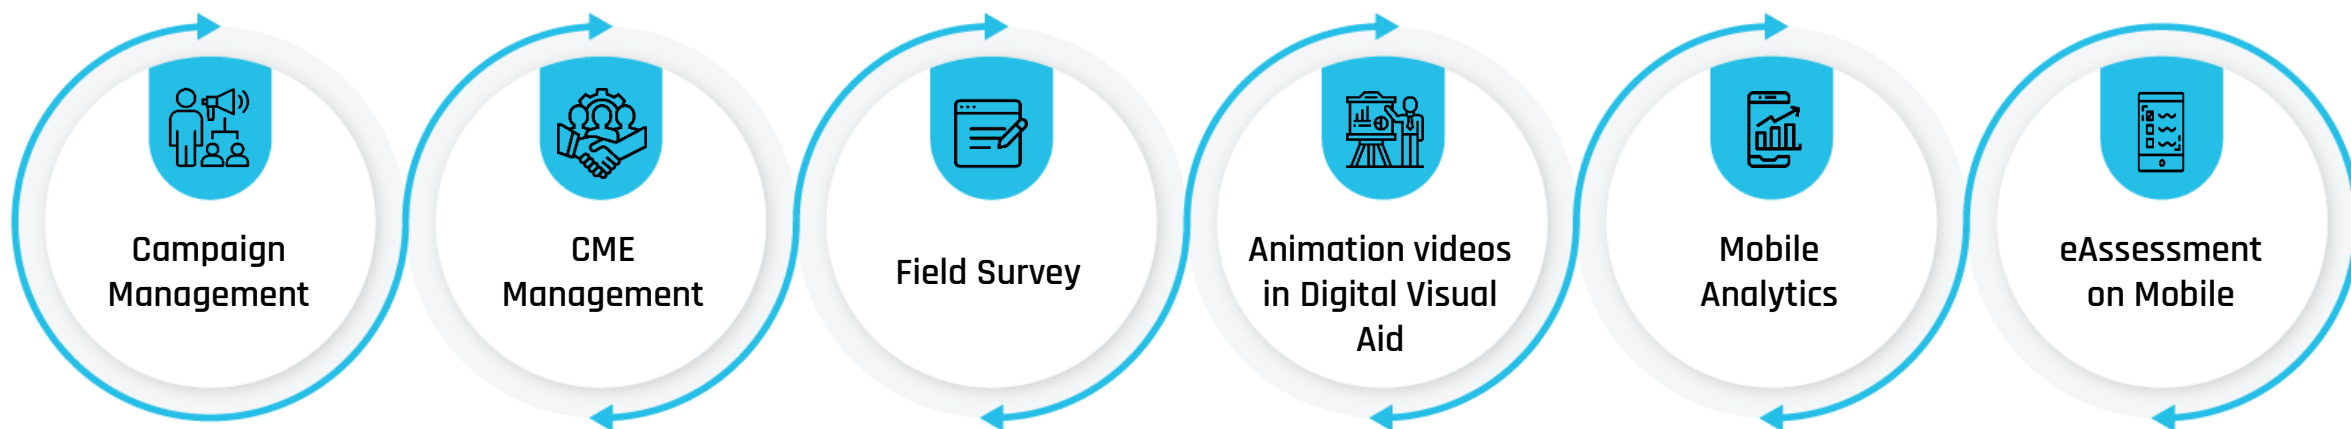 Campaign
Management
CME
Management
Field Survey
Animation videos
in Digital Visual
Aid
Mobile
Analytics
eAssessment
on Mobile